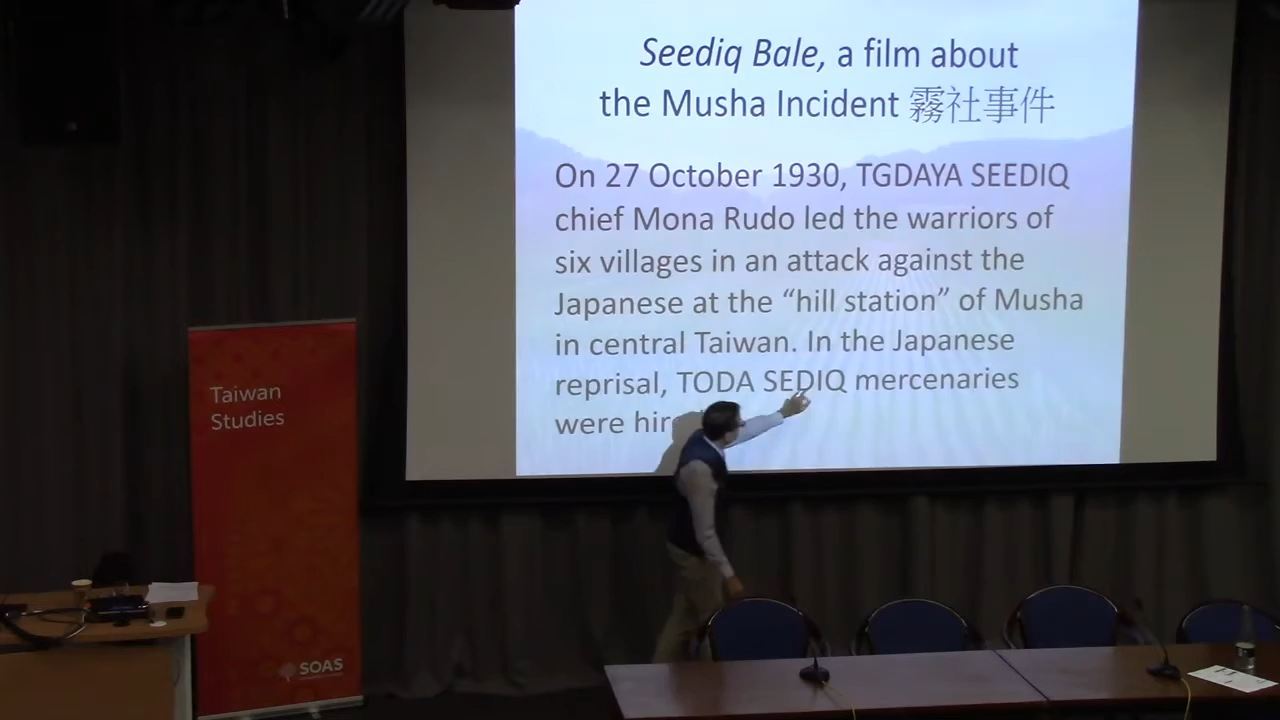 Seediq Bale, a film about
the Musha Incident 霧社事件
On 27 October 1930, TGDAYA SEEDIQ
chief Mona Rudo led the warriors of
six villages in an attack against the
Japanese at the “hill station” of Musha
in central Taiwan. In the Japanese
reprisal, TODA SEDIQ mercenaries
were
Taiwan
Studies
SOAS